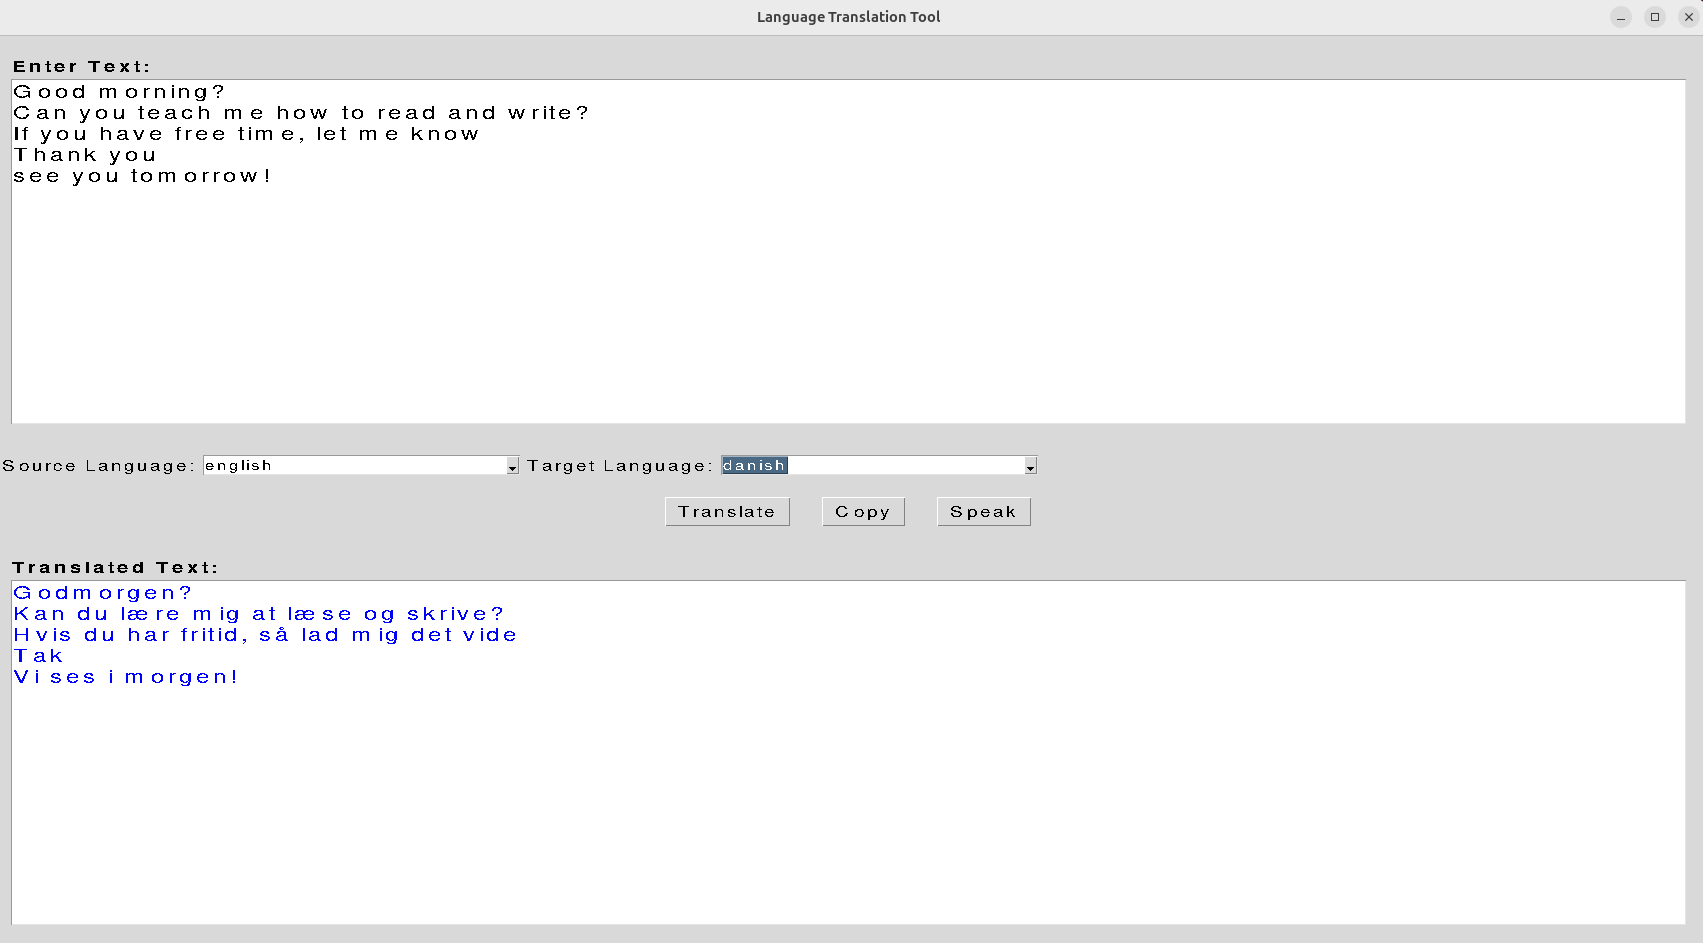 Language Translation Tool
Enter Text:
Good morning?
Can you teach me how to read and write?
If you have free time, let me know
Thank you
see you tomorrow!
Source Language: english Target Language: danish
Translate Copy Speak
Translated Text:
Godmorgen?
Kan du lære mig at læse og skrive?
Hvis du har fritid, så lad mig det vide
Tak
Vi ses i morgen!